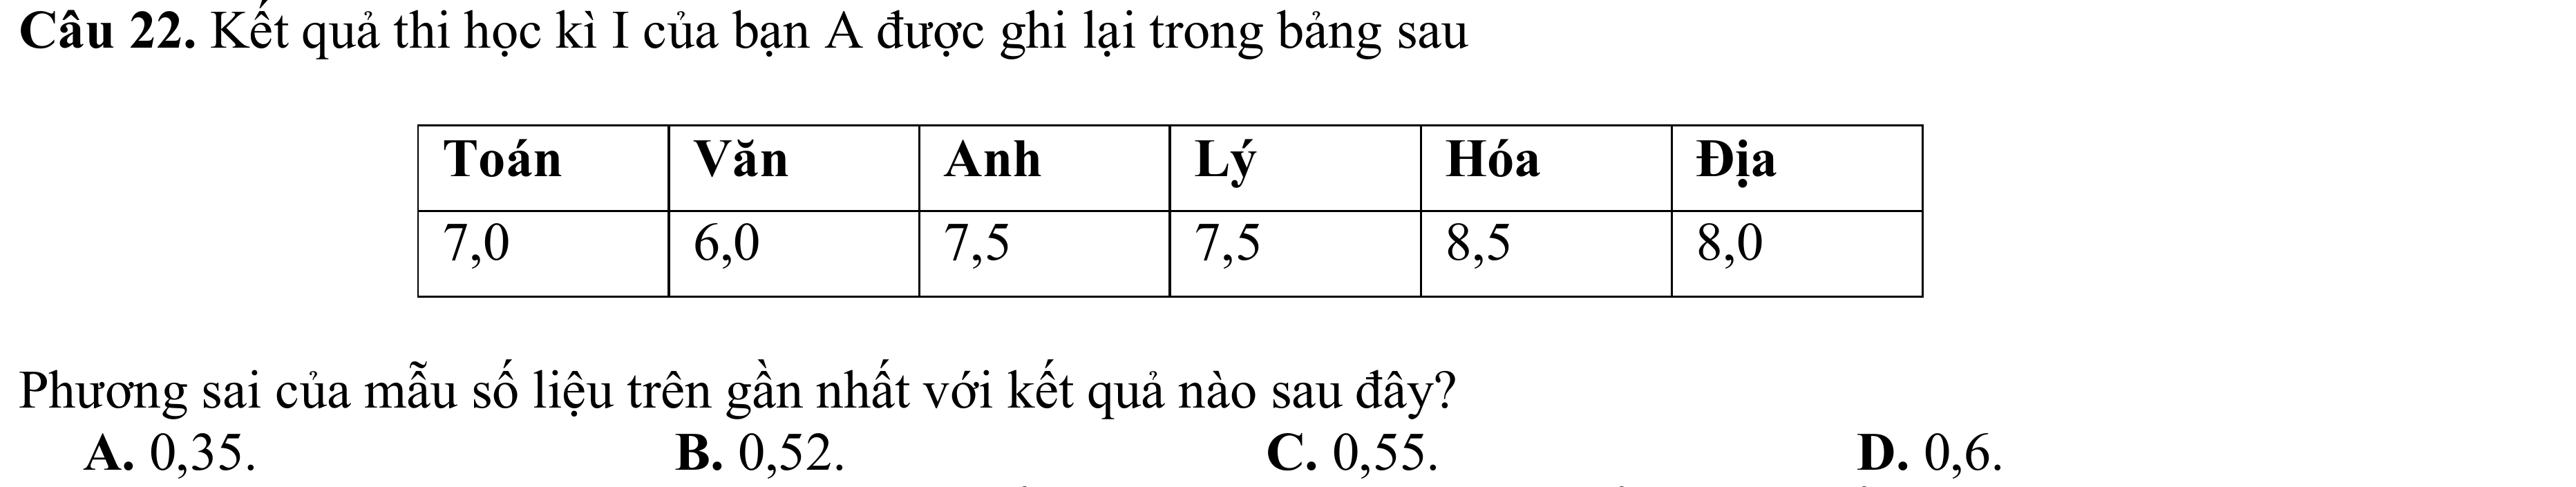 Câu 22. Kết quả thi học kì I của bạn A được ghi lại trong bảng sau
Toán Văn Anh Lý Hóa Địa
7,0 6,0 7,5 7,5 8,5 8,0
Phương sai của mẫu số liệu trên gần nhất với kết quả nào sau đây?
A. 0,35. B. 0,52. C. 0,55. D. 0,6.